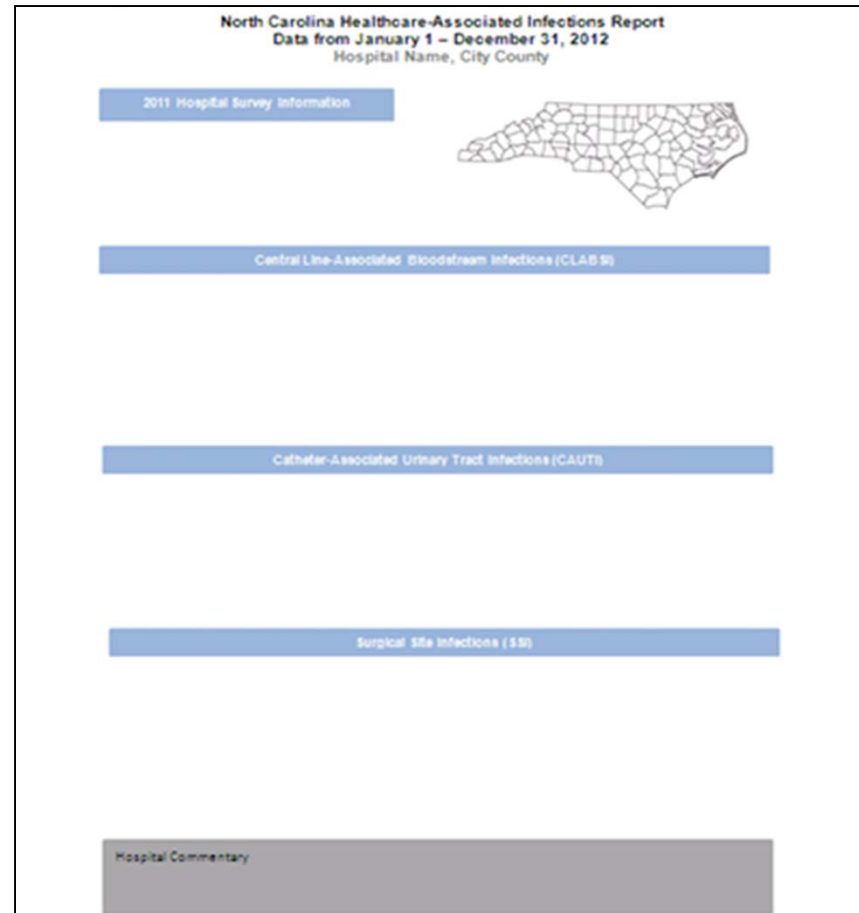 North Carolina Healthcare-Associated Infections Report
Data from January 1 – December 31, 2012
Hospital Name, City County
2011 Hospital Survey Information
Central Line-Associated Bloodstream Infections (CLABSI)
Catheter-Associated Urinary Tract Infections (CAUTI)
Surgical Site Infections (SSI)
Hospital Commentary